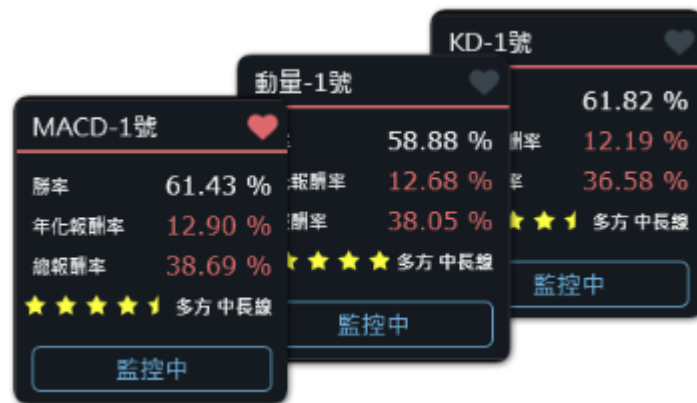 MACD-1號
勝率 61.43 %
年化報酬率 12.90 %
總報酬率 38.69 %
多方 中長線
監控中
動量-1號
58.88 %
報酬率 12.68 %
報酬率 38.05 %
多方 中長線
監控中
KD-1號
61.82 %
酬率 12.19 %
率 36.58 %
多方 中長線
監控中